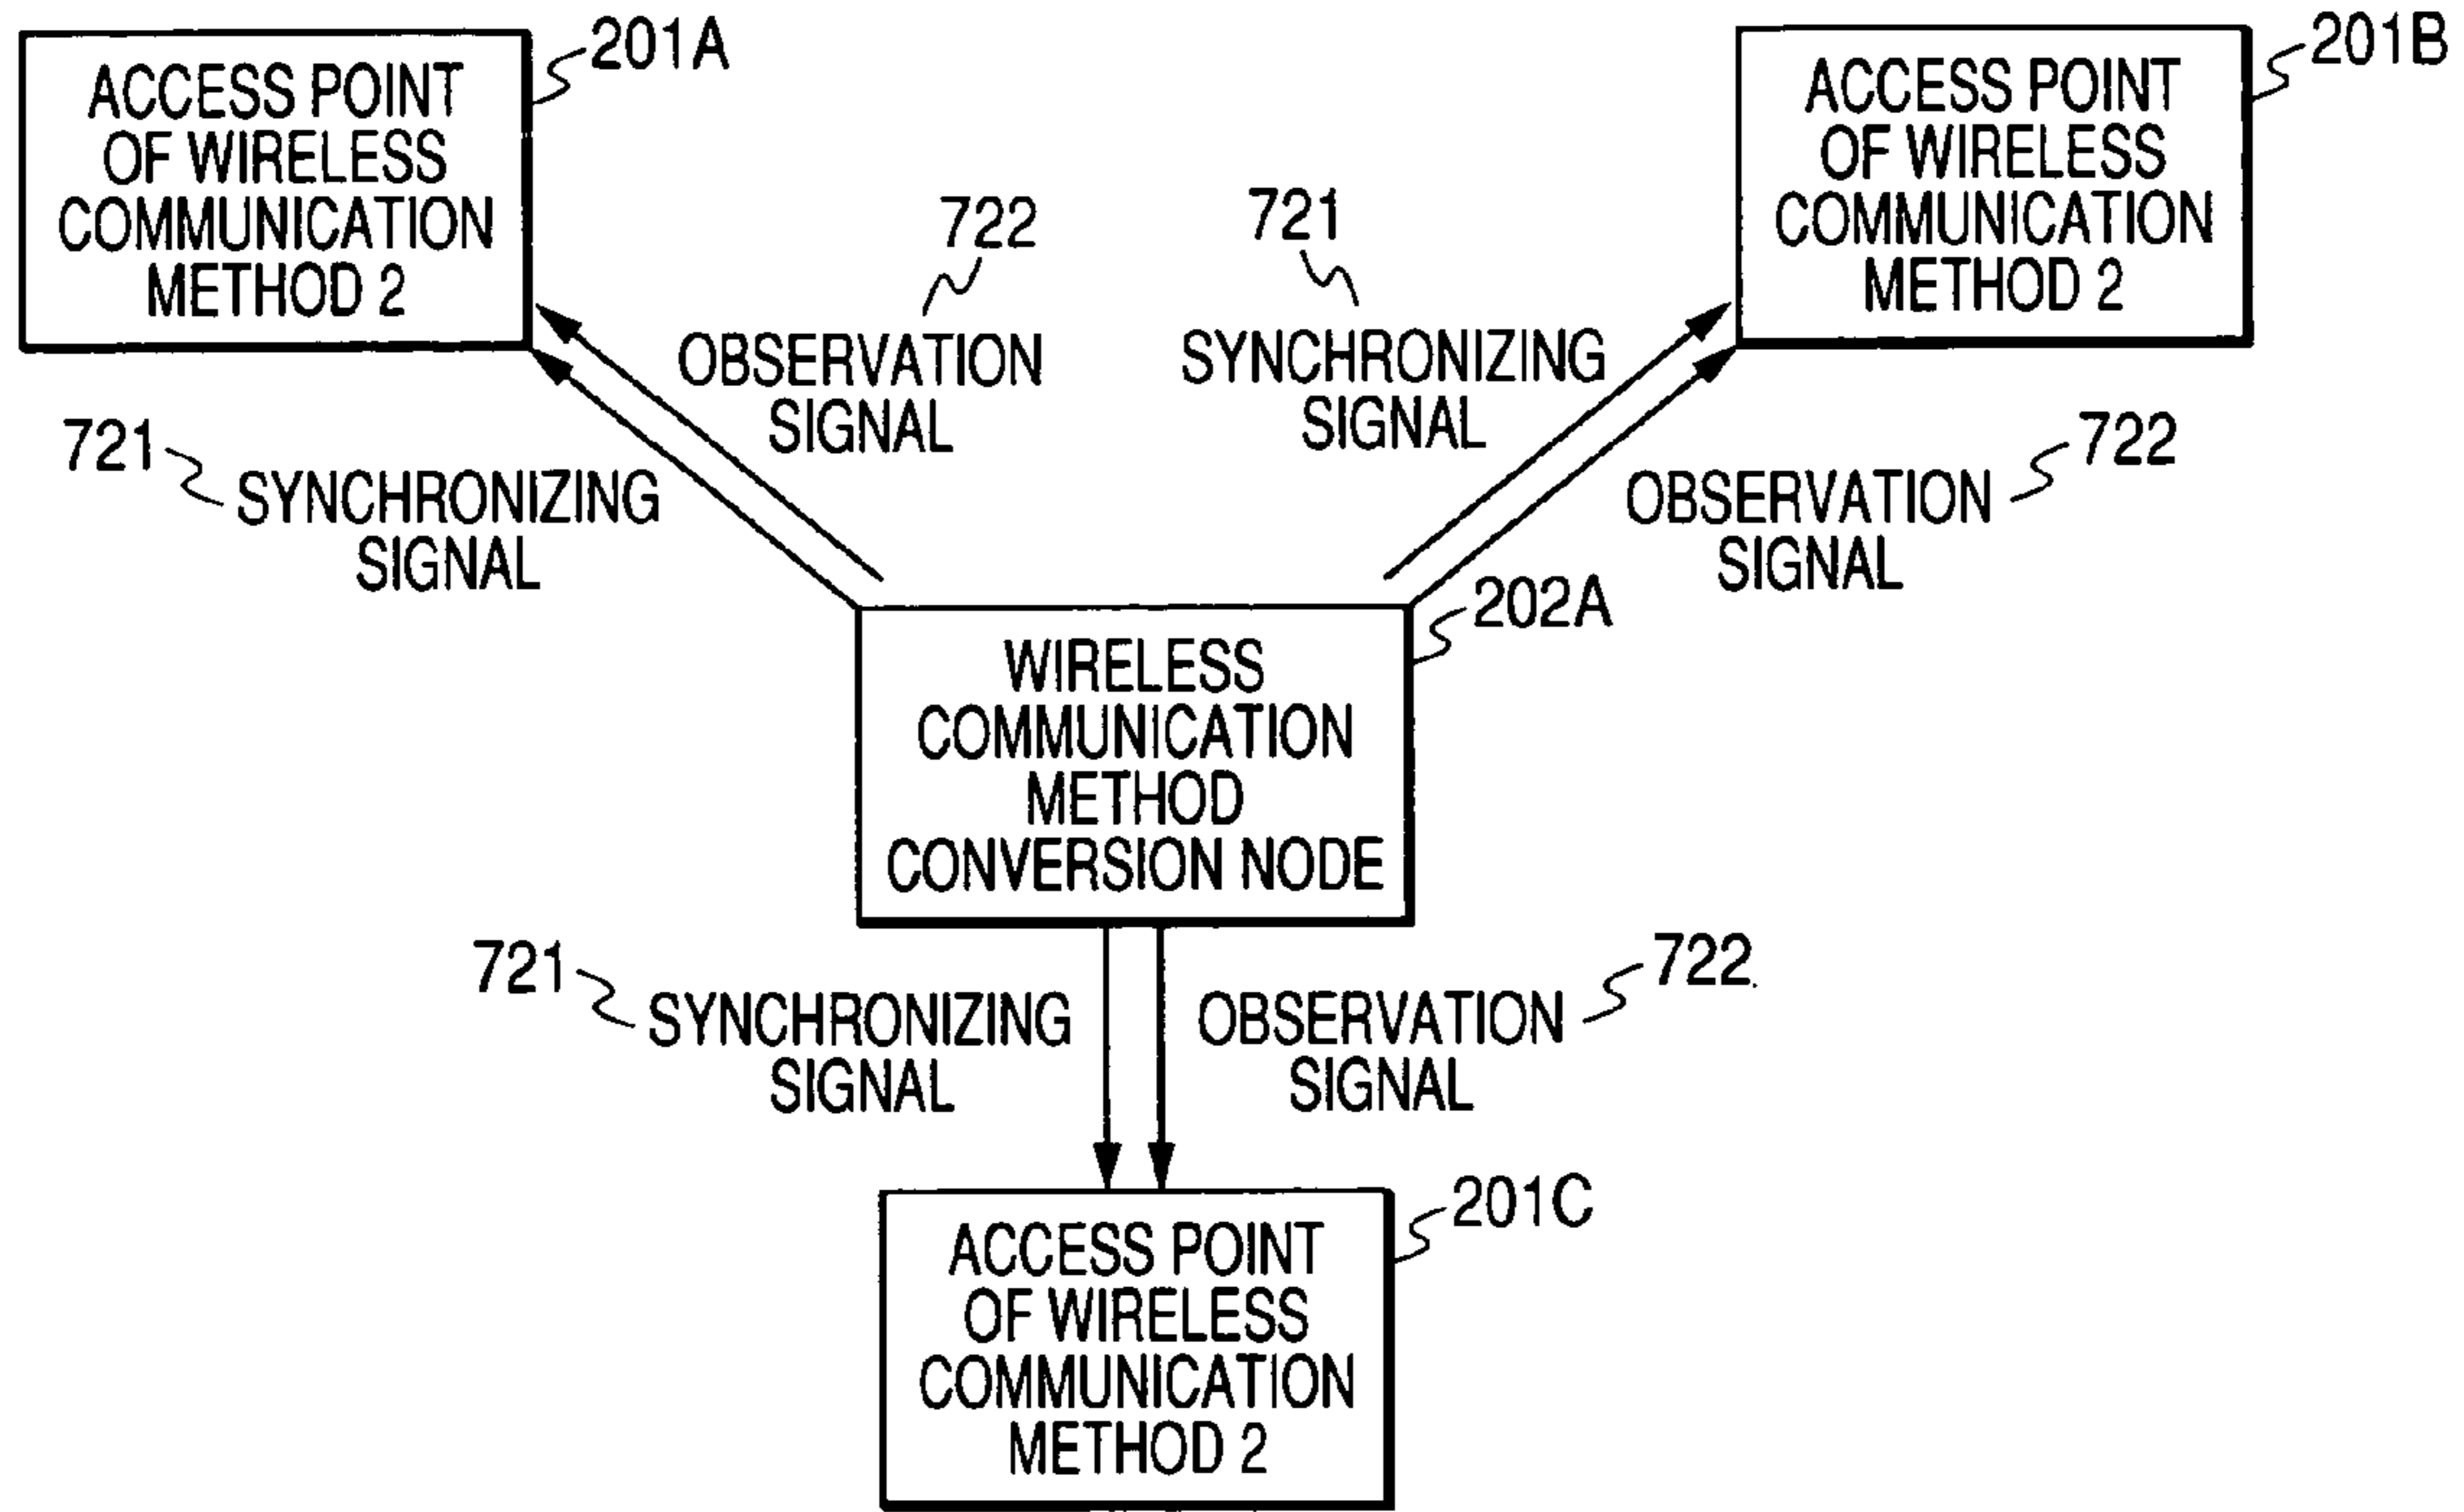 201A
ACCESS POINT
OF WIRELESS
COMMUNICATION
METHOD 2
201B
ACCESS POINT
OF WIRELESS
COMMUNICATION
METHOD 2
722
OBSERVATION
SIGNAL
721
SYNCHRONIZING
SIGNAL
721
SYNCHRONIZING
SIGNAL
722
OBSERVATION
SIGNAL
202A
WIRELESS
COMMUNICATION
METHOD
CONVERSION NODE
721
SYNCHRONIZING
SIGNAL
722
OBSERVATION
SIGNAL
201C
ACCESS POINT
OF WIRELESS
COMMUNICATION
METHOD 2